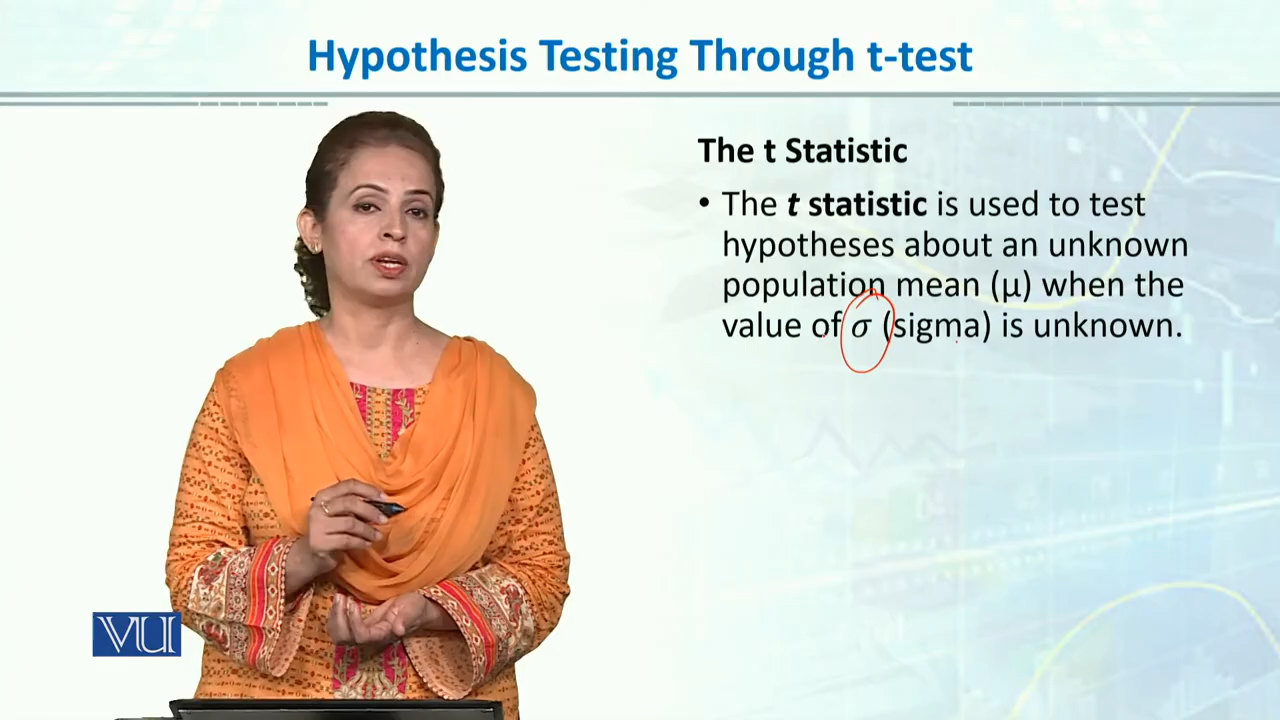 Hypothesis Testing Through t-test
The t Statistic
• The t statistic is used to test
hypotheses about an unknown
population mean (µ) when the
value of σ (sigma) is unknown.
VU